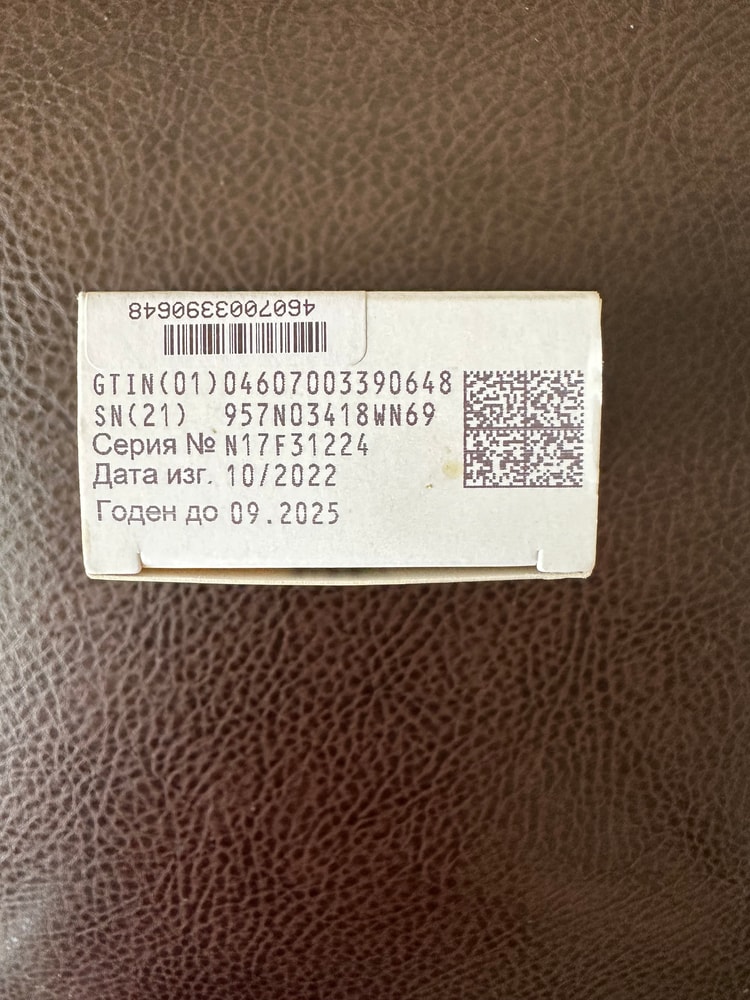 4607003390648
GTIN(01)04607003390648
SN(21) 957N03418WN69
Серия № N17F31224
Дата изг. 10/2022
Годен до 09.2025